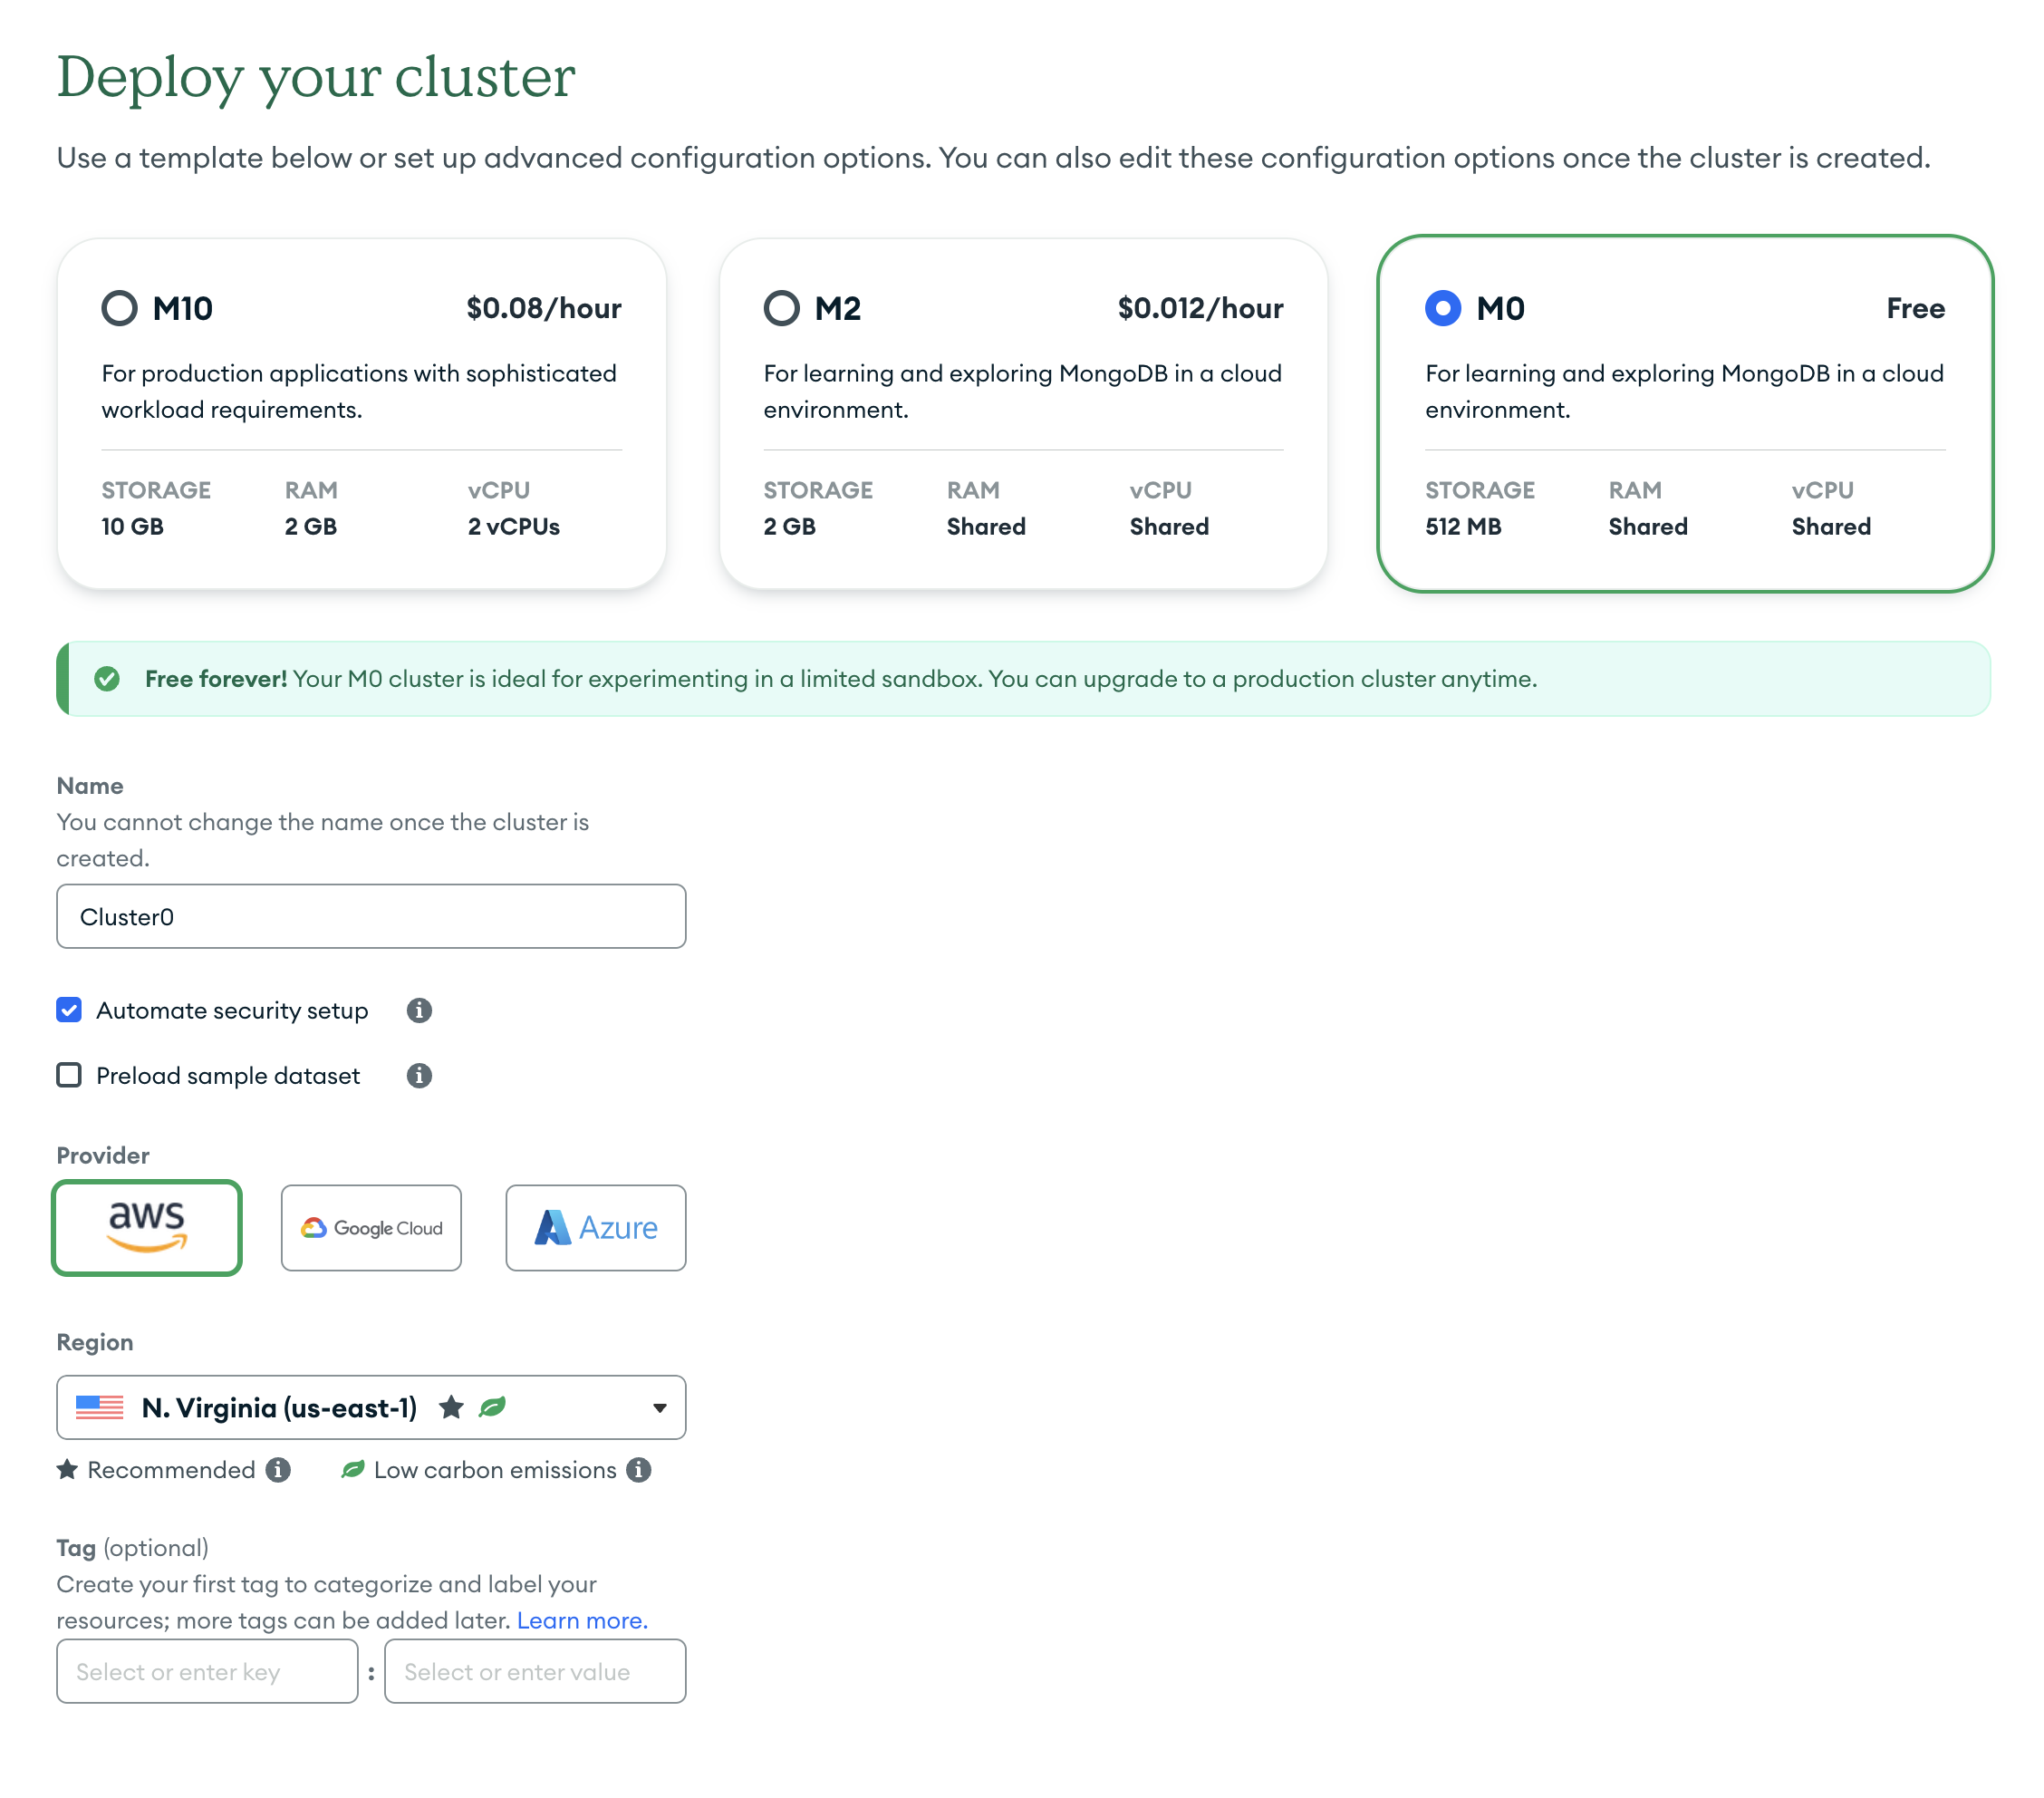 Deploy your cluster
Use a template below or set up advanced configuration options. You can also edit these configuration options once the cluster is created.
M10 $0.08/hour
For production applications with sophisticated
workload requirements.
STORAGE RAM vCPU
10 GB 2 GB 2 vCPUs
M2 $0.012/hour
For learning and exploring MongoDB in a cloud
environment.
STORAGE RAM vCPU
2 GB Shared Shared
M0 Free
For learning and exploring MongoDB in a cloud
environment.
STORAGE RAM vCPU
512 MB Shared Shared
Free forever! Your M0 cluster is ideal for experimenting in a limited sandbox. You can upgrade to a production cluster anytime.
Name
You cannot change the name once the cluster is
created.
Cluster0
Automate security setup
Preload sample dataset
Provider
aws Google Cloud Azure
Region
N. Virginia (us-east-1)
Recommended Low carbon emissions
Tag (optional)
Create your first tag to categorize and label your
resources; more tags can be added later. Learn more.
Select or enter key : Select or enter value